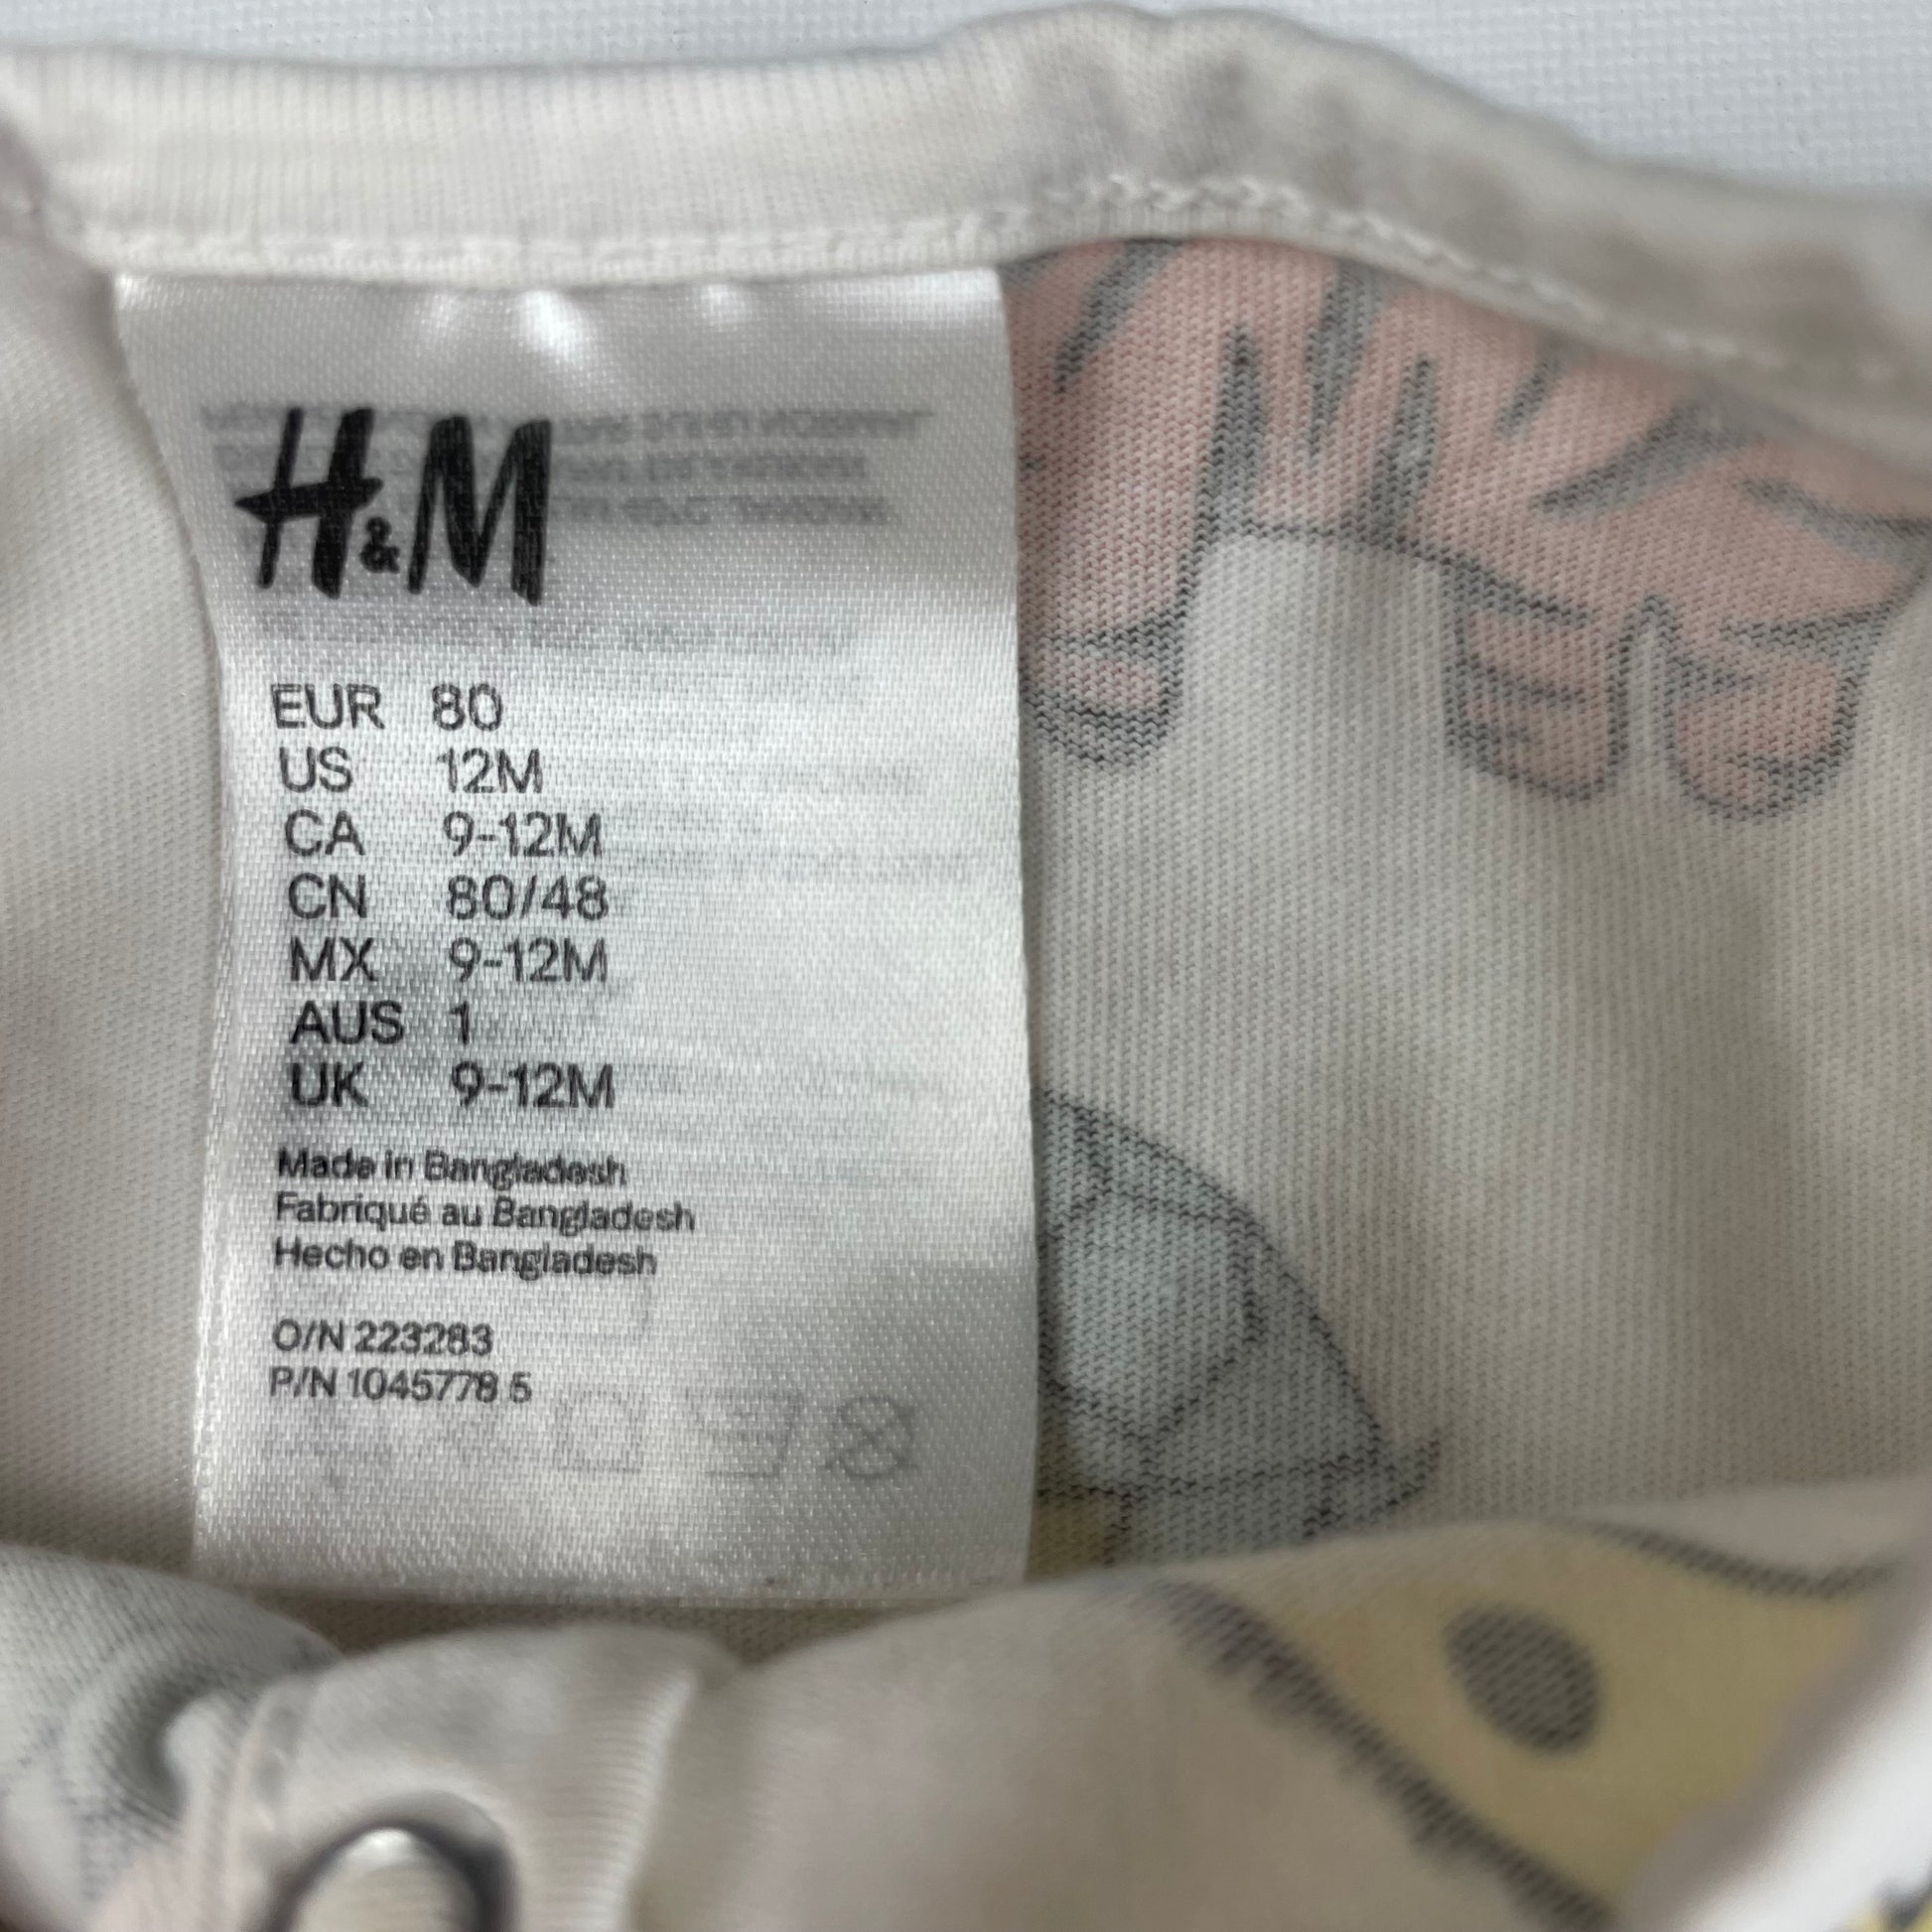 H&M
EUR 80
US 12M
CA 9-12M
CN 80/48
MX 9-12M
AUS 1
UK 9-12M
Made in Bangladesh
Fabriqué au Bangladesh
Hecho en Bangladesh
O/N 223283
P/N 1045778 5